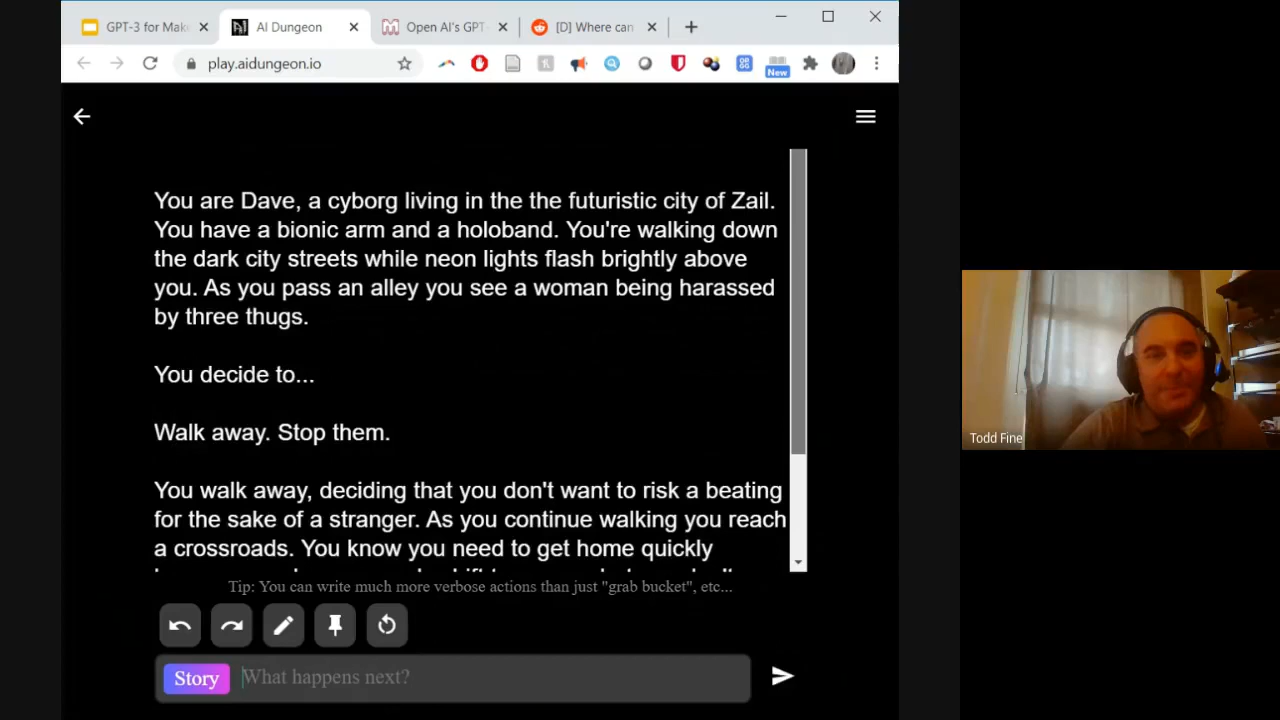 GPT-3 for Mak
AI Dungeon
Open AI's GPT
[D] Where can
play.aidungeon.io
New
You are Dave, a cyborg living in the the futuristic city of Zail.
You have a bionic arm and a holoband. You're walking down
the dark city streets while neon lights flash brightly above
you. As you pass an alley you see a woman being harassed
by three thugs.
You decide to...
Walk away. Stop them.
You walk away, deciding that you don't want to risk a beating
for the sake of a stranger. As you continue walking you reach
a crossroads. You know you need to get home quickly
Tip: You can write much more verbose actions than just "grab bucket", etc...
Story
What happens next?
Todd Fine